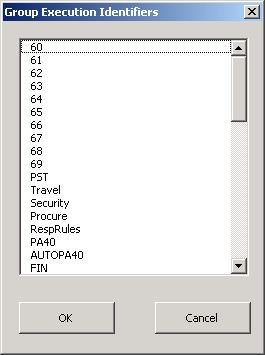 Group Execution Identifiers
60
61
62
63
64
65
66
67
68
69
PST
Travel
Security
Procure
RespRules
PA40
AUTOPA40
FIN
OK
Cancel